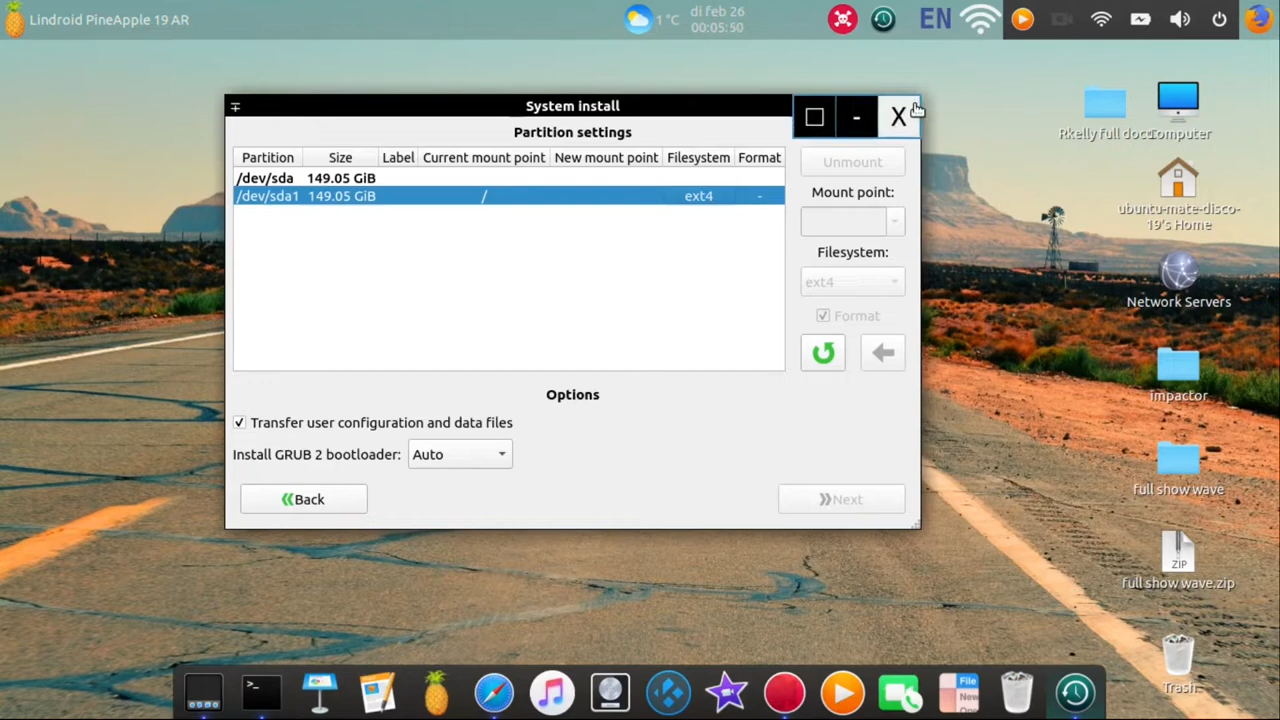 Lindroid PineApple 19 AR
1 °C
di feb 26
00:05:50
EN
System install
- X
Partition settings
Partition Size Label Current mount point New mount point Filesystem Format
/dev/sda 149.05 GiB
/dev/sda1 149.05 GiB / ext4 -
Unmount
Mount point:
Filesystem:
ext4
Format
Options
Transfer user configuration and data files
Install GRUB 2 bootloader: Auto
Back
Next
Computer
ubuntu-mate-disco-
19's Home
Network Servers
impactor
full show wave
ZIP
full show wave.zip
Trash
>_
File
New